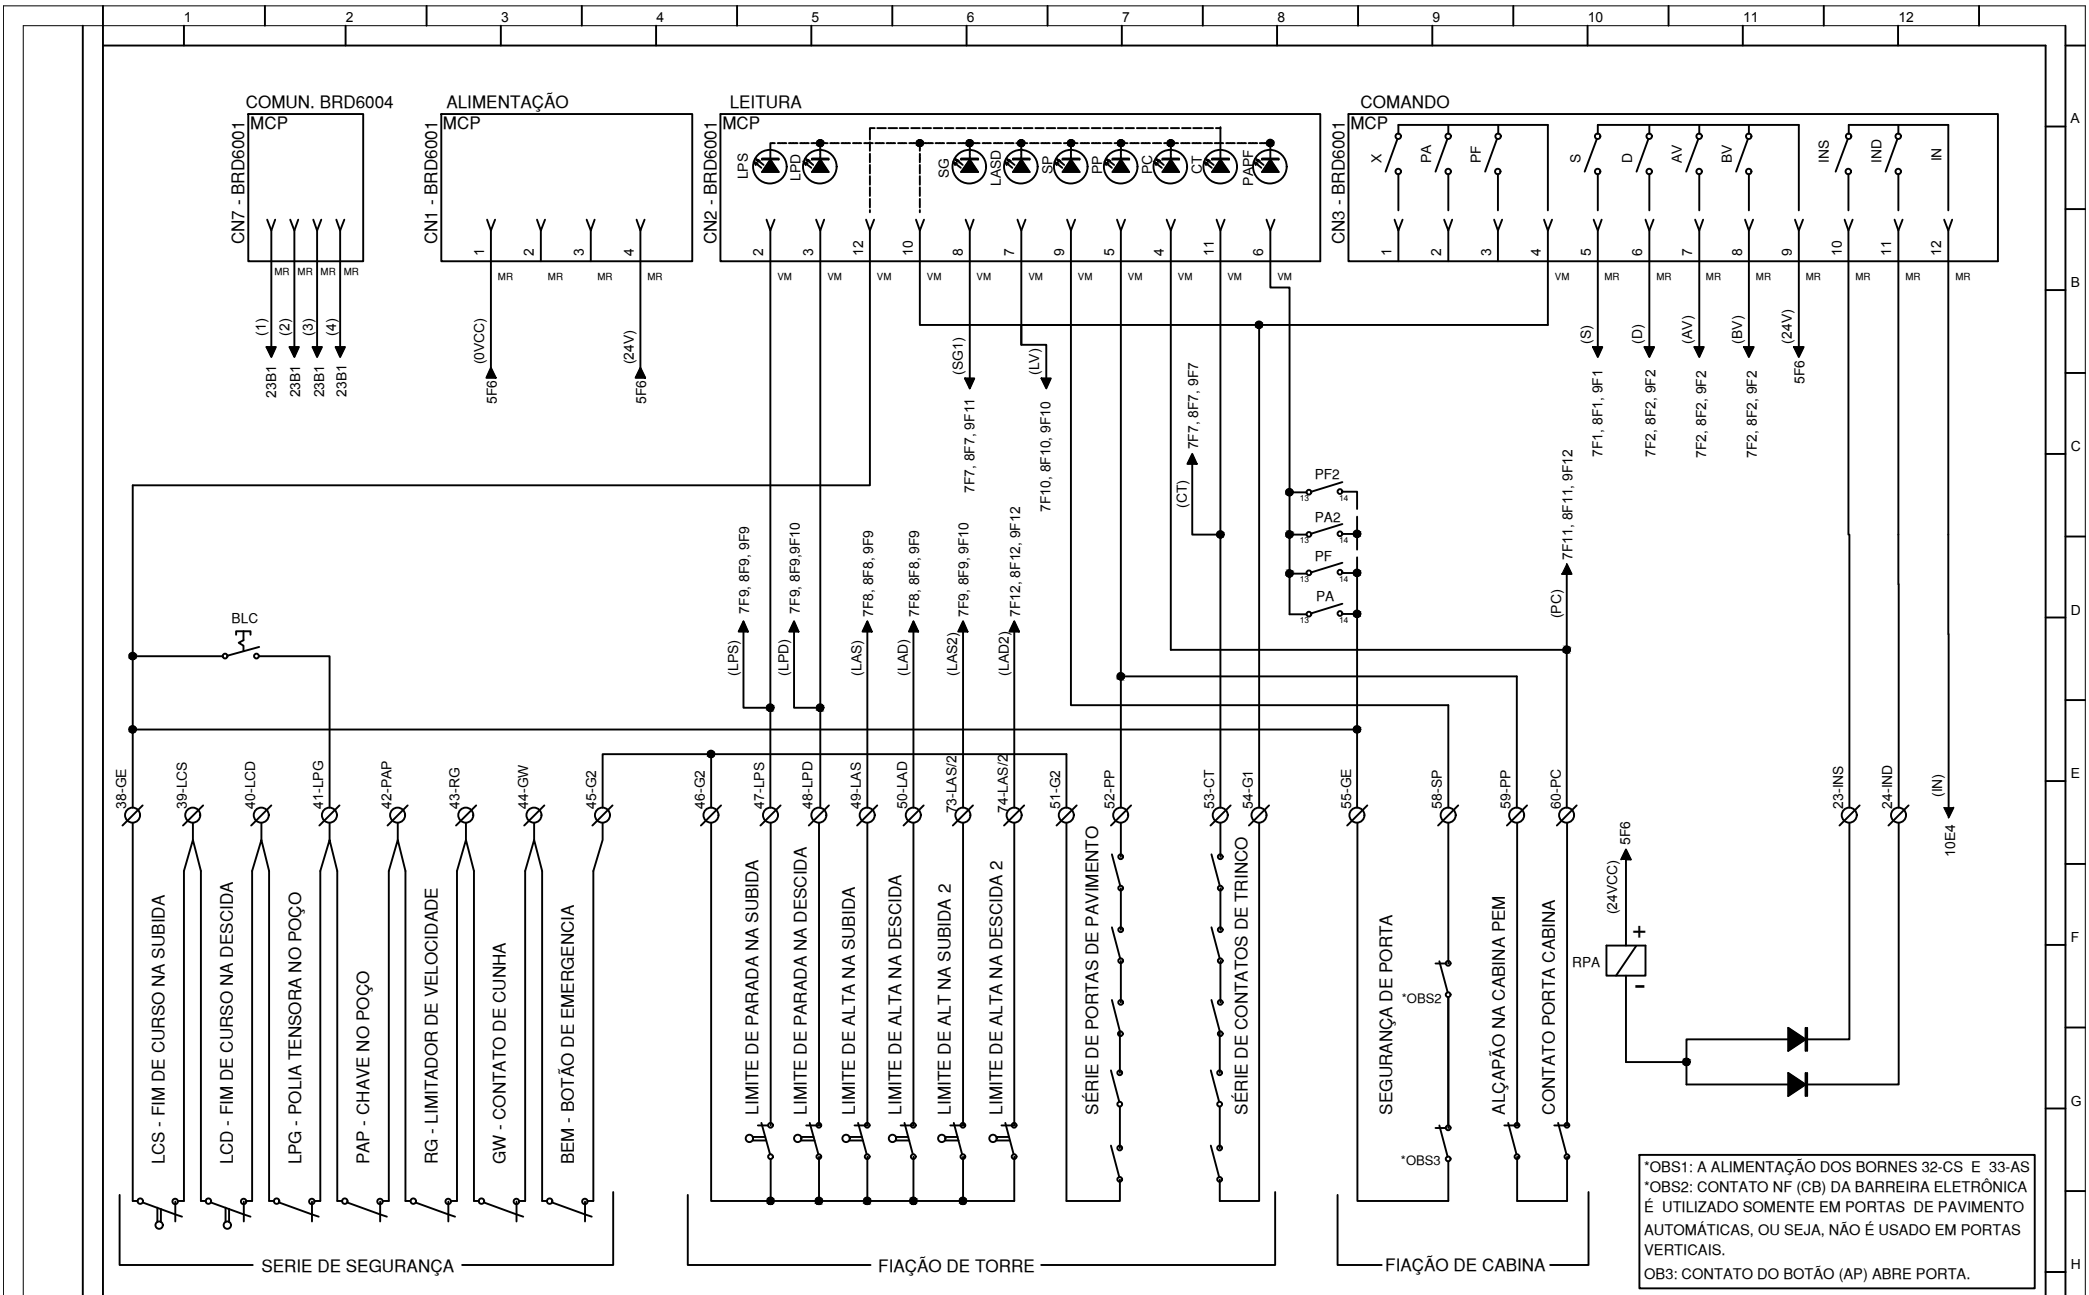 1 2 3 4 5 6 7 8 9 10 11 12
A
B
C
D
E
F
G
H
COMUN. BRD6004
MCP
CN7 - BRD6001
MR MR MR MR
(1) (2) (3) (4)
23B1 23B1 23B1 23B1
ALIMENTAÇÃO
MCP
CN1 - BRD6001
1 2 3 4
MR MR MR MR
(0VCC) (24V)
5F6 5F6
LEITURA
MCP
CN2 - BRD6001
LPS LPD SG LASD SP PP PC CT PAPF
2 3 12 10 8 7 9 5 4 11 6
VM VM VM VM VM VM VM VM VM VM VM
(SG1)
7F7, 8F7, 9F11
(LV)
7F10, 8F10, 9F10
(CT)
7F7, 8F7, 9F7
COMANDO
MCP
CN3 - BRD6001
X PA PF S D AV BV INS IND IN
1 2 3 4 5 6 7 8 9 10 11 12
VM MR MR MR MR MR MR MR MR
(S) (D) (AV) (BV) (24V)
7F1, 8F1, 9F1
7F2, 8F2, 9F2
7F2, 8F2, 9F2
7F2, 8F2, 9F2
5F6
PF2
13 14
PA2
13 14
PF
13 14
PA
13 14
BLC
(LPS)
7F9, 8F9, 9F9
(LPD)
7F9, 8F9,9F10
(LAS)
7F8, 8F8, 9F9
(LAD)
7F8, 8F8, 9F9
(LAS2)
7F9, 8F9, 9F10
(LAD2)
7F12, 8F12, 9F12
(PC)
7F11, 8F11, 9F12
38-GE
39-LCS
40-LCD
41-LPG
42-PAP
43-RG
44-GW
45-G2
46-G2
47-LPS
48-LPD
49-LAS
50-LAD
73-LAS/2
74-LAS/2
51-G2
52-PP
53-CT
54-G1
55-GE
58-SP
59-PP
60-PC
23-INS
24-IND
(IN)
10E4
LCS - FIM DE CURSO NA SUBIDA
LCD - FIM DE CURSO NA DESCIDA
LPG - POLIA TENSORA NO POÇO
PAP - CHAVE NO POÇO
RG - LIMITADOR DE VELOCIDADE
GW - CONTATO DE CUNHA
BEM - BOTÃO DE EMERGENCIA
LIMITE DE PARADA NA SUBIDA
LIMITE DE PARADA NA DESCIDA
LIMITE DE ALTA NA SUBIDA
LIMITE DE ALTA NA DESCIDA
LIMITE DE ALT NA SUBIDA 2
LIMITE DE ALTA NA DESCIDA 2
SÉRIE DE PORTAS DE PAVIMENTO
SÉRIE DE CONTATOS DE TRINCO
SEGURANÇA DE PORTA
*OBS2
*OBS3
ALÇAPÃO NA CABINA PEM
CONTATO PORTA CABINA
5F6
(24VCC)
RPA
+
-
SERIE DE SEGURANÇA
FIAÇÃO DE TORRE
FIAÇÃO DE CABINA
*OBS1: A ALIMENTAÇÃO DOS BORNES 32-CS E 33-AS
*OBS2: CONTATO NF (CB) DA BARREIRA ELETRÔNICA
É UTILIZADO SOMENTE EM PORTAS DE PAVIMENTO
AUTOMÁTICAS, OU SEJA, NÃO É USADO EM PORTAS
VERTICAIS.
OB3: CONTATO DO BOTÃO (AP) ABRE PORTA.